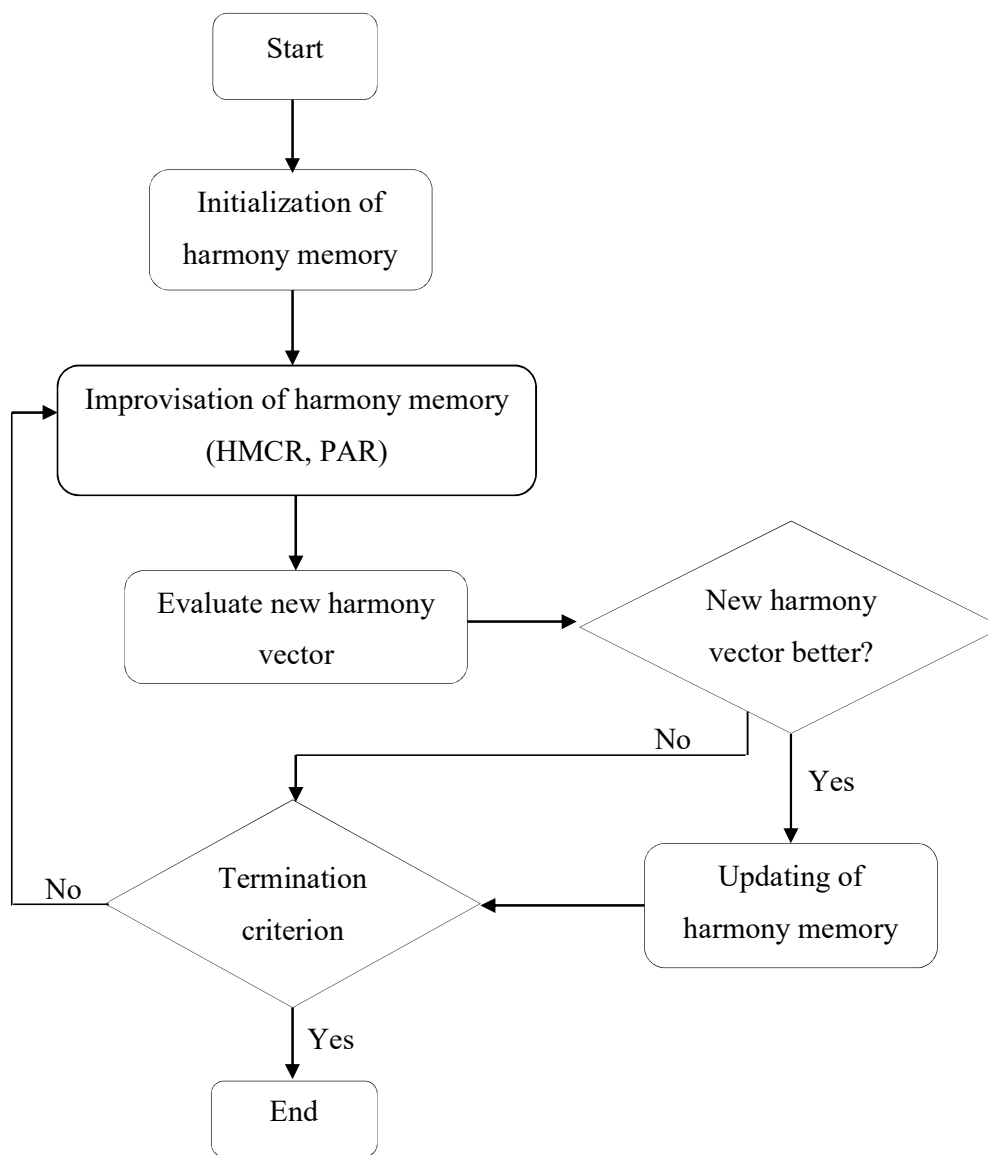 Start
Initialization of
harmony memory
Improvisation of harmony memory
(HMCR, PAR)
Evaluate new harmony
vector
New harmony
vector better?
No
Yes
Updating of
harmony memory
Termination
criterion
No
Yes
End